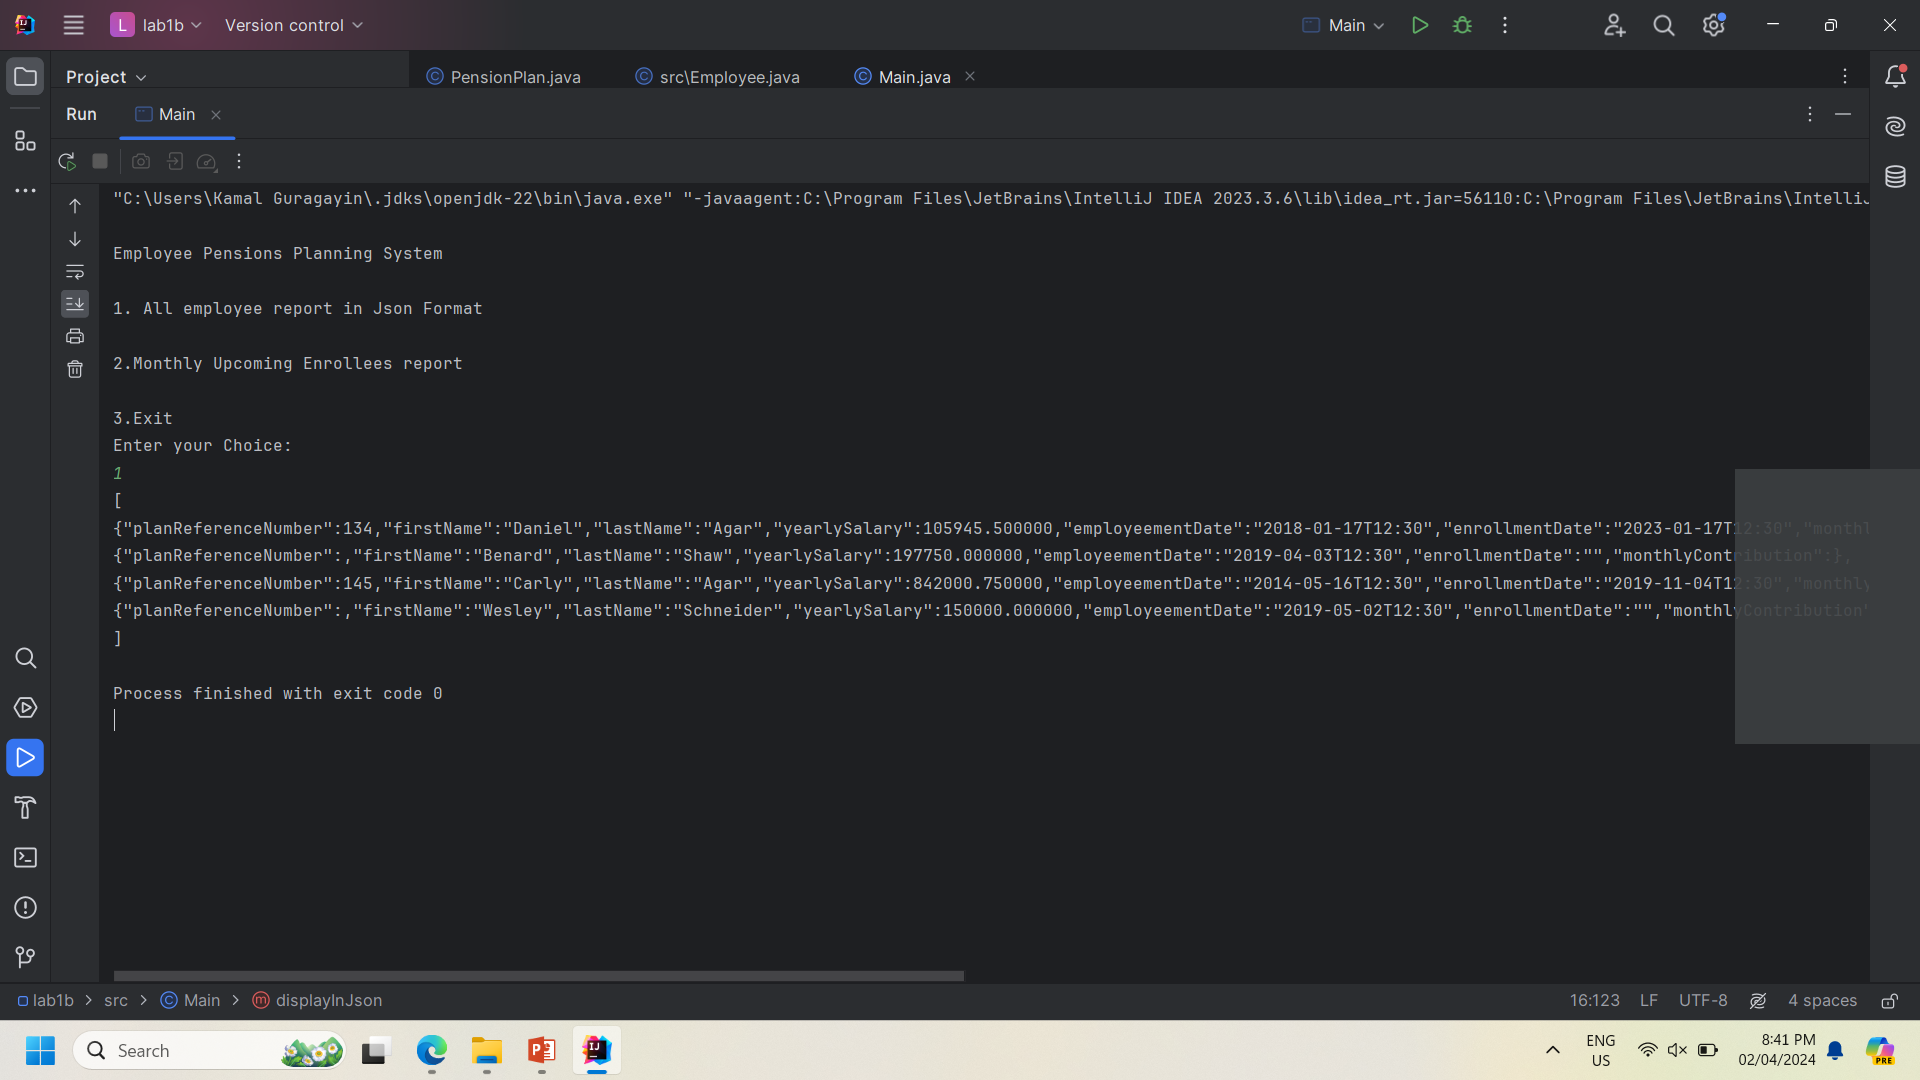 L lab1b Version control Main
Project PensionPlan.java src\Employee.java Main.java
Run Main
"C:\Users\Kamal Guragayin\.jdks\openjdk-22\bin\java.exe" "-javaagent:C:\Program Files\JetBrains\IntelliJ IDEA 2023.3.6\lib\idea_rt.jar=56110:C:\Program Files\JetBrains\IntelliJ
Employee Pensions Planning System
1. All employee report in Json Format
2.Monthly Upcoming Enrollees report
3.Exit
Enter your Choice:
1
[
{"planReferenceNumber":134,"firstName":"Daniel","lastName":"Agar","yearlySalary":105945.500000,"employeementDate":"2018-01-17T12:30","enrollmentDate":"2023-01-17T12:30","monthl
{"planReferenceNumber":,"firstName":"Benard","lastName":"Shaw","yearlySalary":197750.000000,"employeementDate":"2019-04-03T12:30","enrollmentDate":"","monthlyContribution":},
{"planReferenceNumber":145,"firstName":"Carly","lastName":"Agar","yearlySalary":842000.750000,"employeementDate":"2014-05-16T12:30","enrollmentDate":"2019-11-04T12:30","monthly
{"planReferenceNumber":,"firstName":"Wesley","lastName":"Schneider","yearlySalary":150000.000000,"employeementDate":"2019-05-02T12:30","enrollmentDate":"","monthlyContribution"
]
Process finished with exit code 0
lab1b > src > Main > displayInJson 16:123 LF UTF-8 4 spaces
Search ENG 8:41 PM
US 02/04/2024 PRE